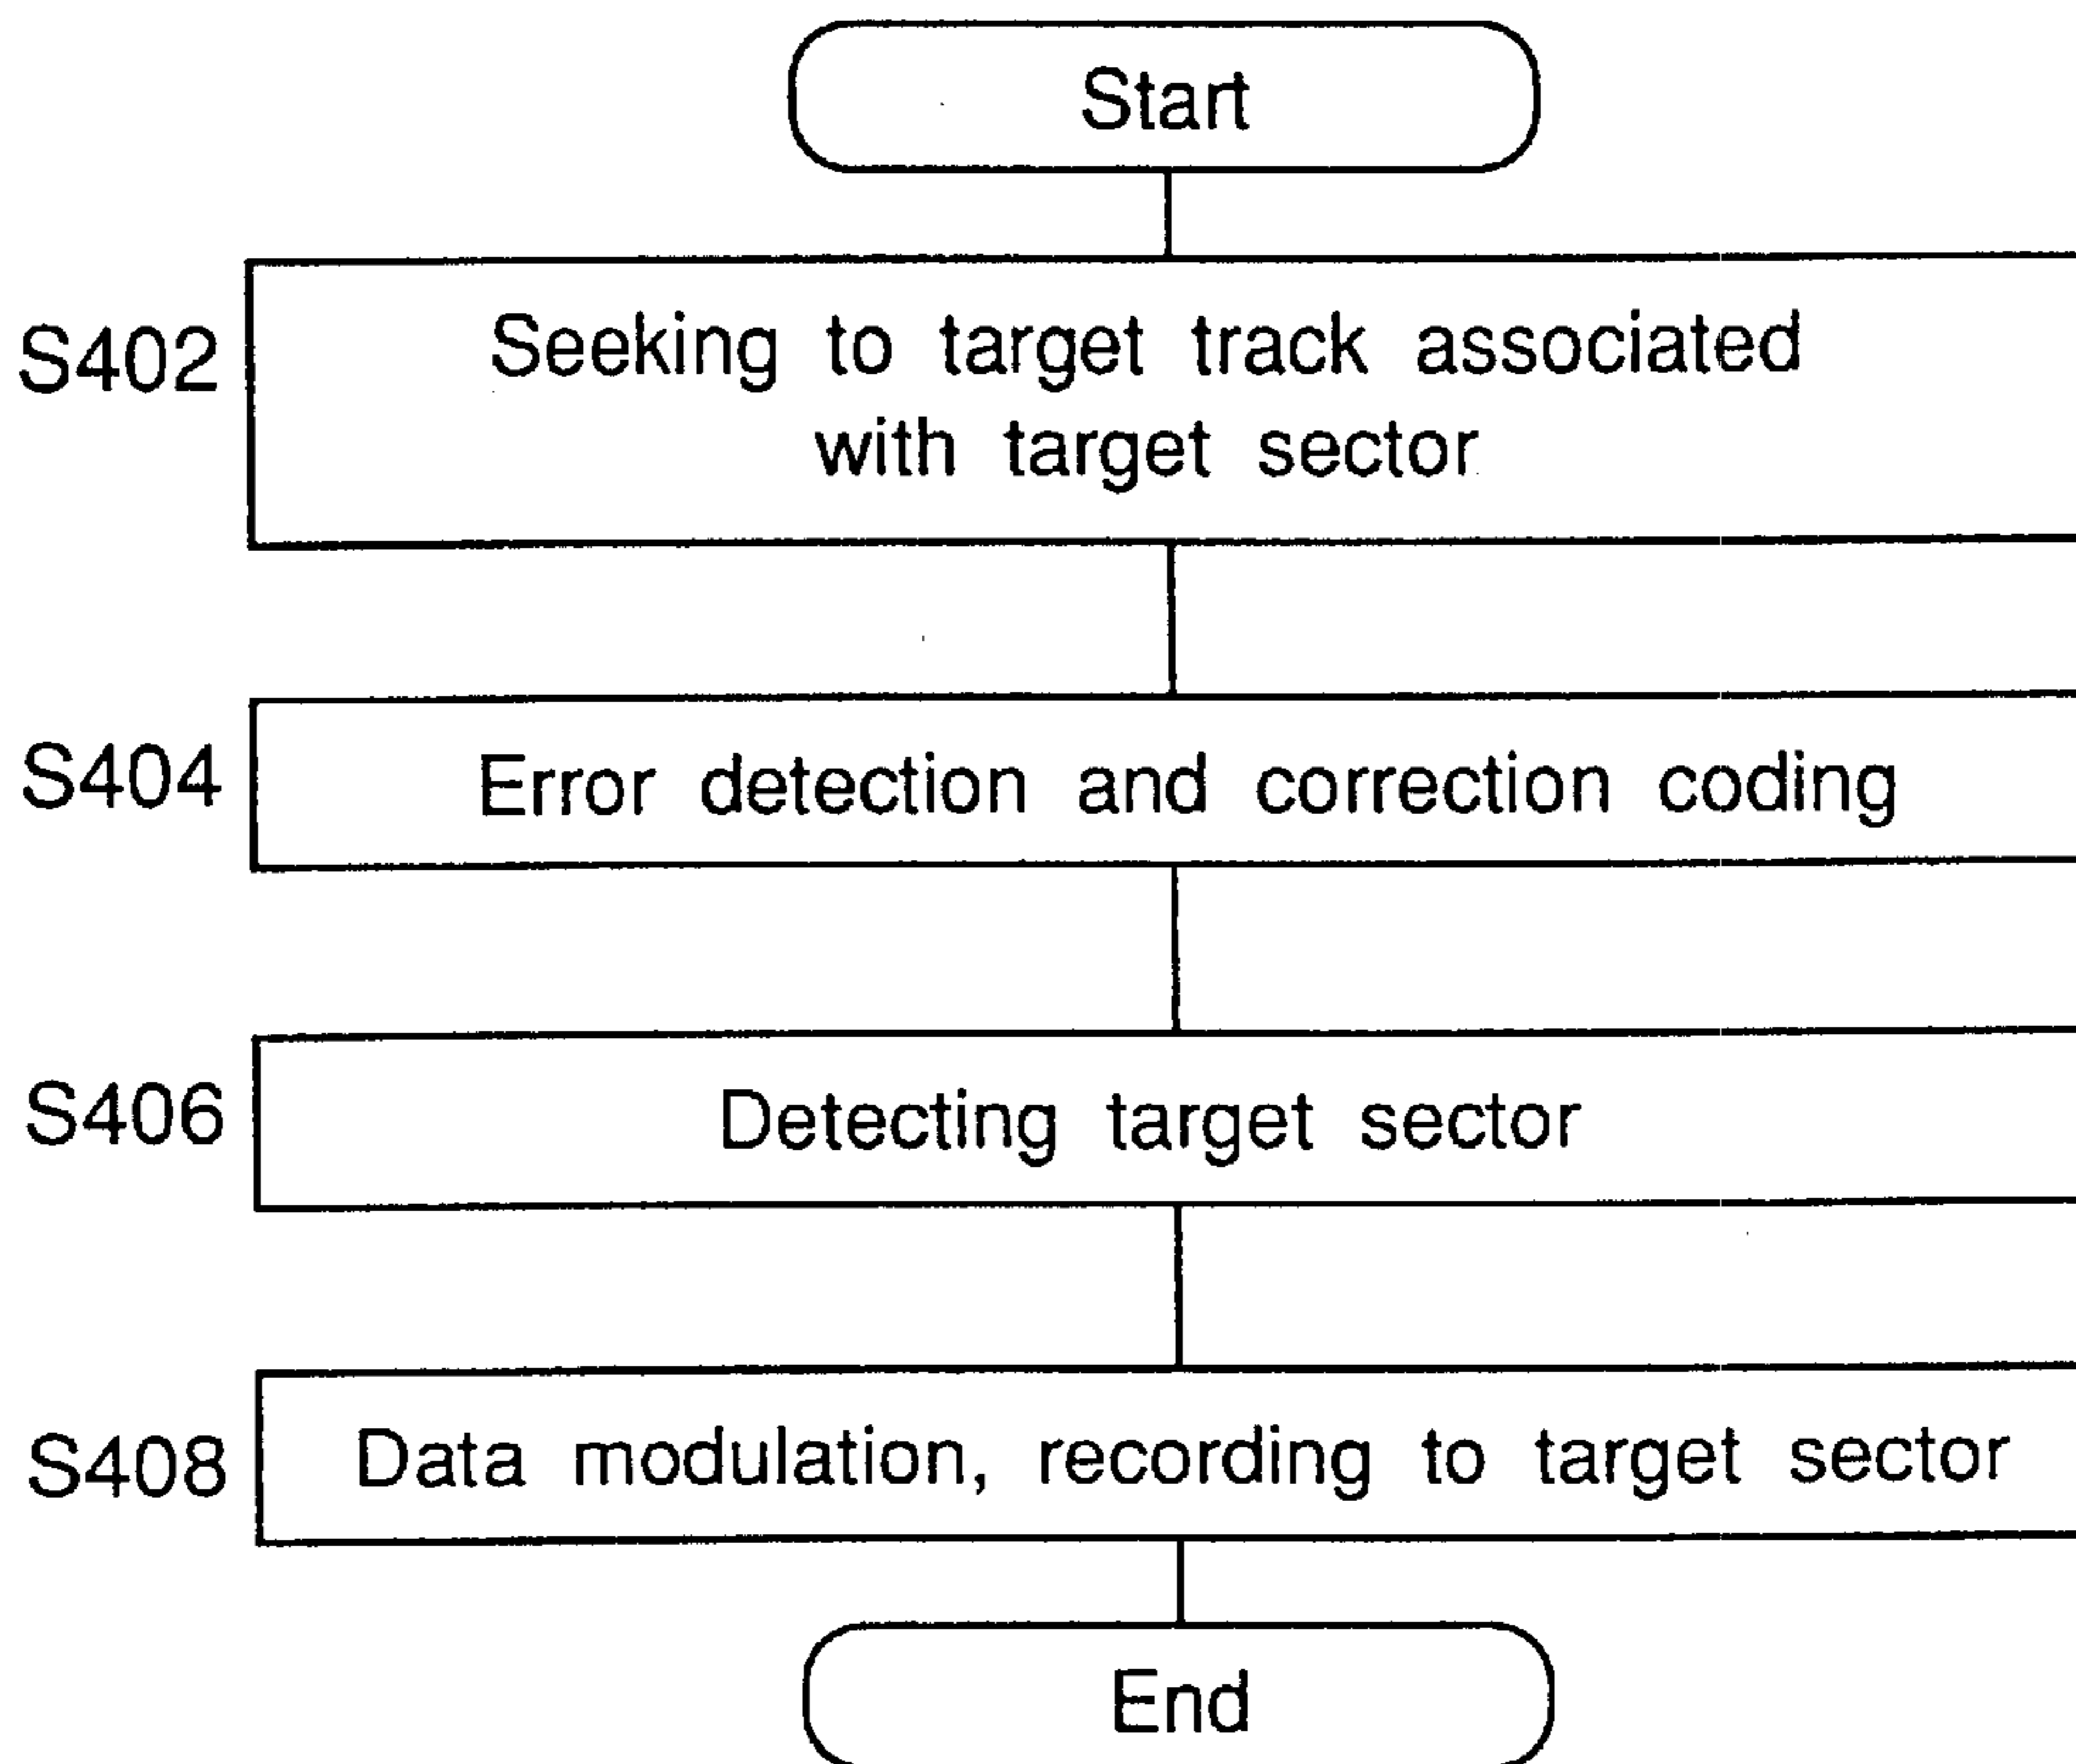 Start
S402
Seeking to target track associated
with target sector
S404
Error detection and correction coding
S406
Detecting target sector
S408
Data modulation, recording to target sector
End